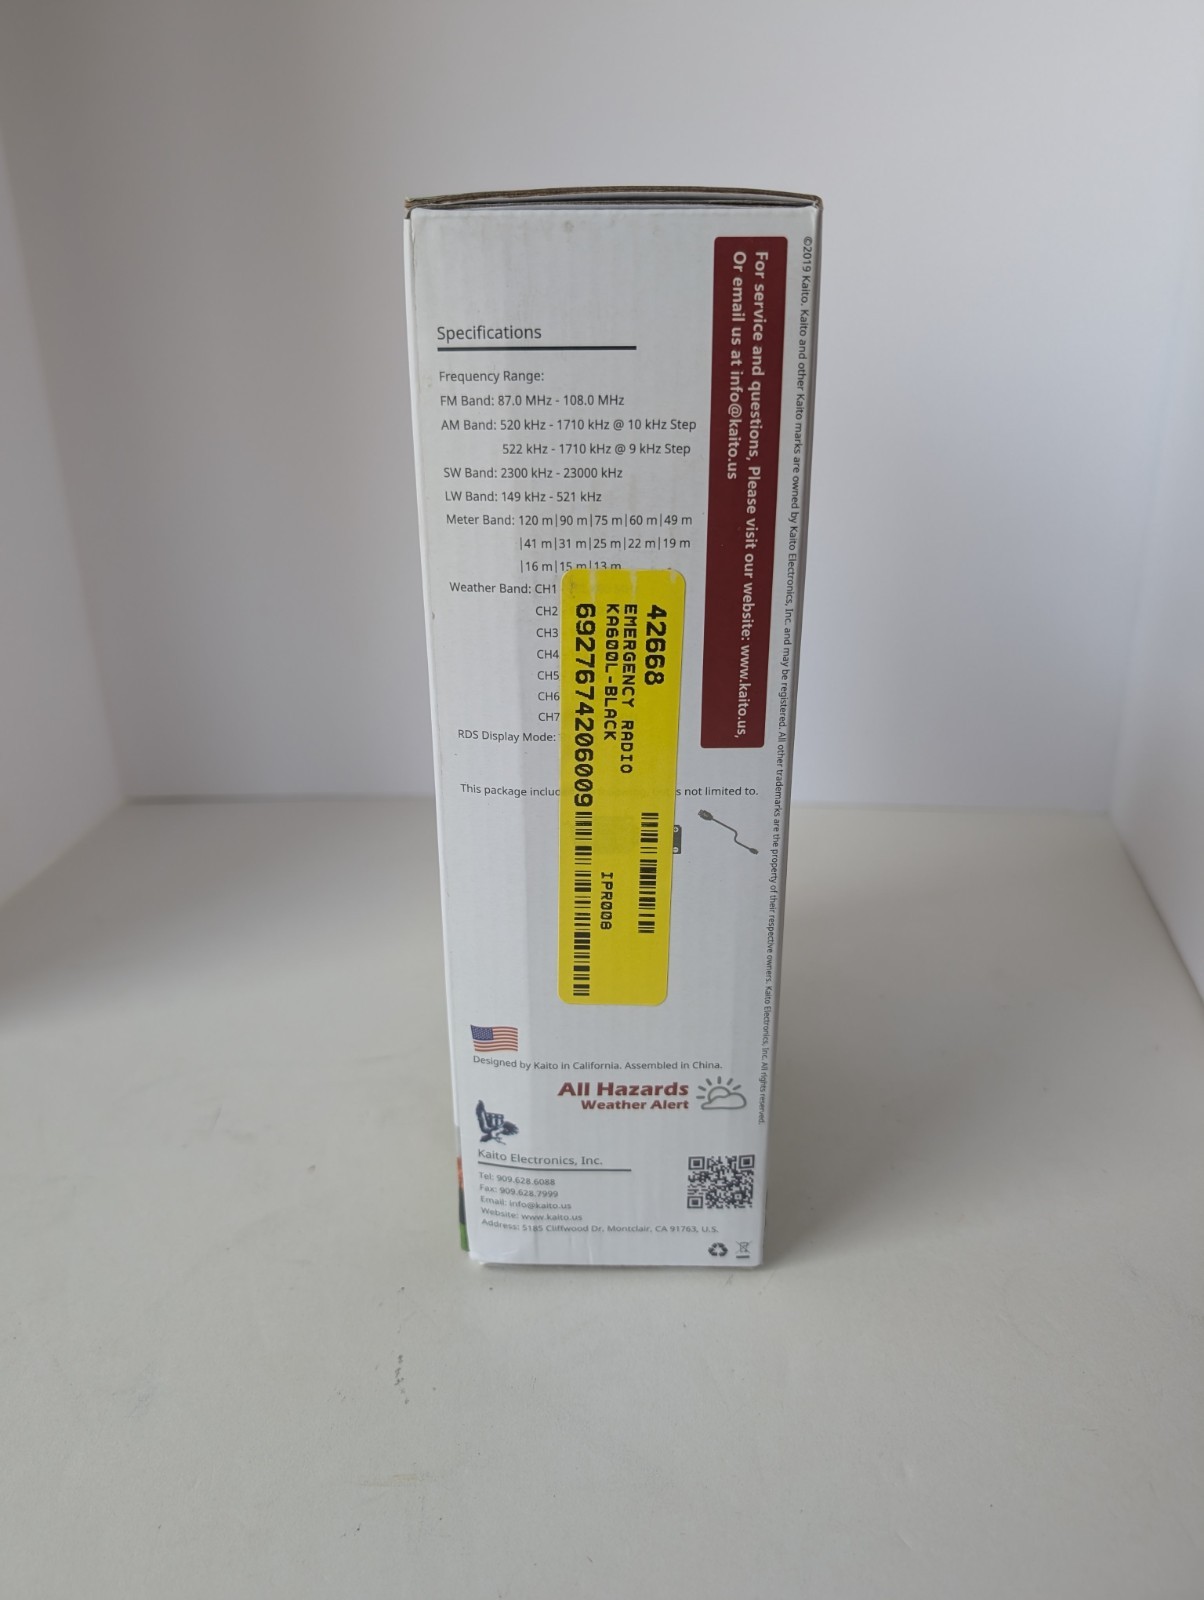 Specifications
Frequency Range:
FM Band: 87.0 MHz - 108.0 MHz
AM Band: 520 kHz - 1710 kHz @ 10 kHz Step
522 kHz - 1710 kHz @ 9 kHz Step
SW Band: 2300 kHz - 23000 kHz
LW Band: 149 kHz - 521 kHz
Meter Band: 120 m|90 m|75 m|60 m|49 m
|41 m|31 m|25 m|22 m|19 m
|16 m|15 m|13 m
Weather Band: CH1
CH2
CH3
CH4
CH5
CH6
CH7
RDS Display Mode:
This package includ
s not limited to.
42668
EMERGENCY RADIO
KA600L-BLACK
IPR008
6927674206009
For service and questions, Please visit our website: www.kaito.us,
Or email us at info@kaito.us
©2019 Kaito. Kaito and other Kaito marks are owned by Kaito Electronics, Inc. and may be registered. All other trademarks are the property of their respective owners. Kaito Electronics, Inc. All rights reserved.
Designed by Kaito in California. Assembled in China.
All Hazards
Weather Alert
Kaito Electronics, Inc.
Tel: 909.628.6088
Fax: 909.628.7999
Email: info@kaito.us
Website: www.kaito.us
Address: 5185 Cliffwood Dr, Montclair, CA 91763, U.S.